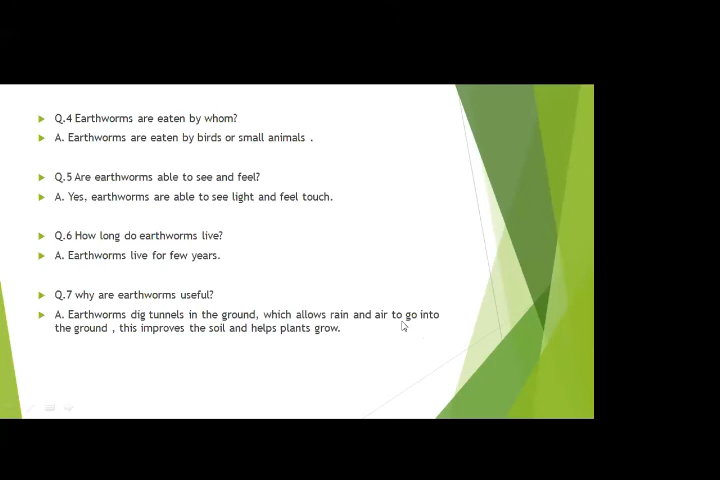 Q.4 Earthworms are eaten by whom?
A. Earthworms are eaten by birds or small animals .
Q.5 Are earthworms able to see and feel?
A. Yes, earthworms are able to see light and feel touch.
Q.6 How long do earthworms live?
A. Earthworms live for few years.
Q.7 why are earthworms useful?
A. Earthworms dig tunnels in the ground, which allows rain and air to go into
the ground , this improves the soil and helps plants grow.